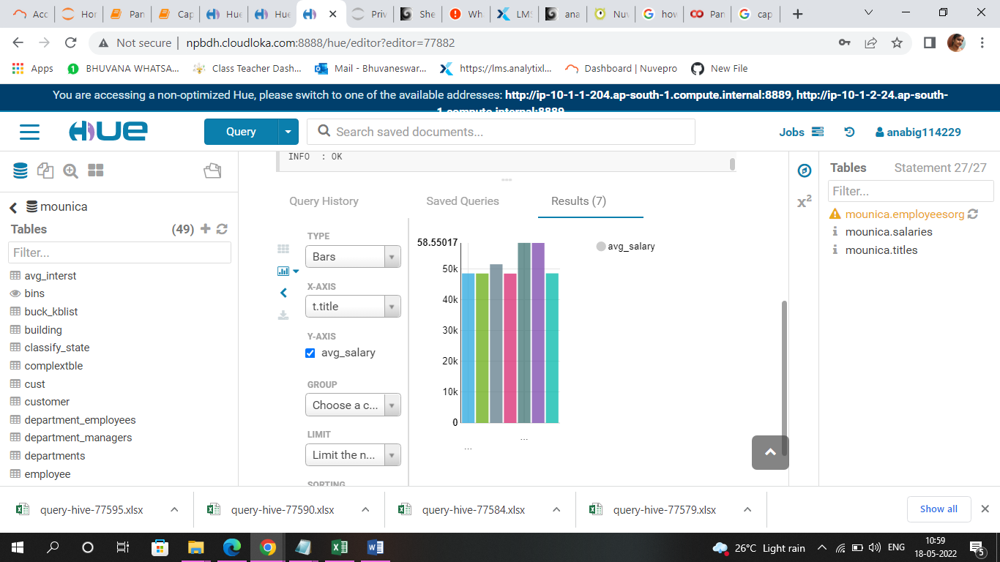 Acc
Hor
Pan
Cap
Hue
Hue
Priv
She
Wh
LMS
ana
Nuv
how
Pan
cap
Not secure
npbdh.cloudloka.com:8888/hue/editor?editor=77882
Apps
BHUVANA WHATSA...
Class Teacher Dash...
Mail - Bhuvaneswar...
https://lms.analytixl...
Dashboard | Nuvepro
New File
You are accessing a non-optimized Hue, please switch to one of the available addresses: http://ip-10-1-1-204.ap-south-1.compute.internal:8889, http://ip-10-1-2-24.ap-south-
1.compute.internal:8889
HUE
Query
Search saved documents...
Jobs
anabig114229
INFO : OK
mounica
Tables (49)
Filter...
avg_interst
bins
buck_kblist
building
classify_state
complextble
cust
customer
department_employees
department_managers
departments
employee
Query History
Saved Queries
Results (7)
TYPE
Bars
X-AXIS
t.title
Y-AXIS
avg_salary
GROUP
Choose a c...
LIMIT
Limit the n...
SORTING
58.55017
50k
40k
30k
20k
10k
0
...
...
avg_salary
x²
Tables
Statement 27/27
Filter...
mounica.employeesorg
mounica.salaries
mounica.titles
query-hive-77595.xlsx
query-hive-77590.xlsx
query-hive-77584.xlsx
query-hive-77579.xlsx
Show all
26°C Light rain
ENG
10:59
18-05-2022
5